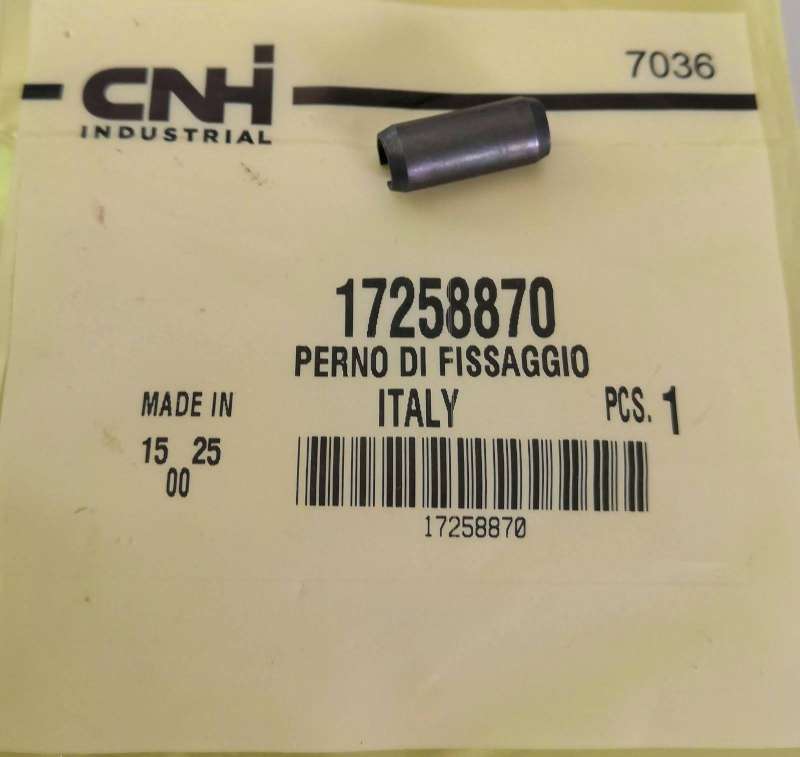 CNH
INDUSTRIAL
7036
17258870
PERNO DI FISSAGGIO
MADE IN ITALY PCS. 1
15 25
00
17258870